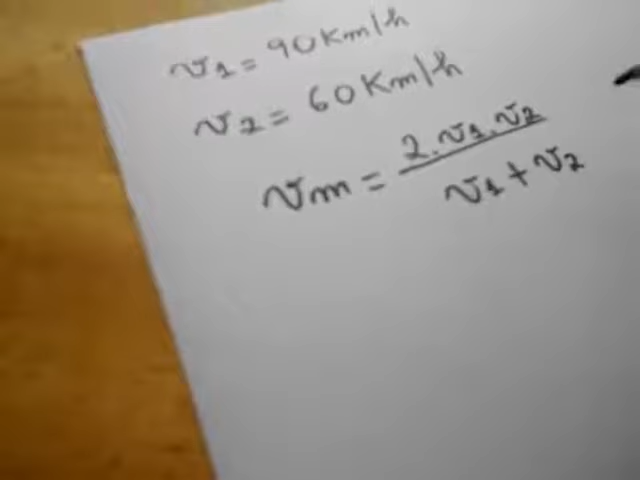 v1 = 90 Km/h
v2 = 60 Km/h
vm = 2.v1.v2
v1 + v2